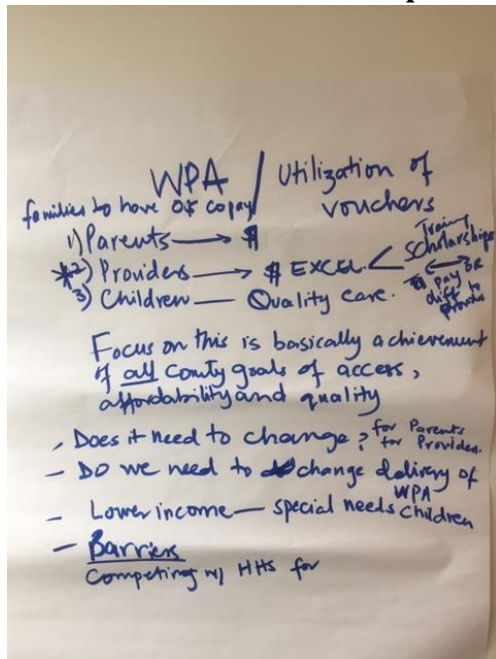 WPA / Utilization of vouchers
families to have 0$ copay
1) Parents → $
*2) Providers → $ EXCEL < Training Scholarships
OR
$ pay diff to provider
3) Children — Quality care.
Focus on this is basically achievement
of all County goals of access,
affordability and quality
- Does it need to change? for Parents
for Providers.
- Do we need to change delivery of
WPA
- Lower income — special needs children
- Barriers
Competing w/ HHS for